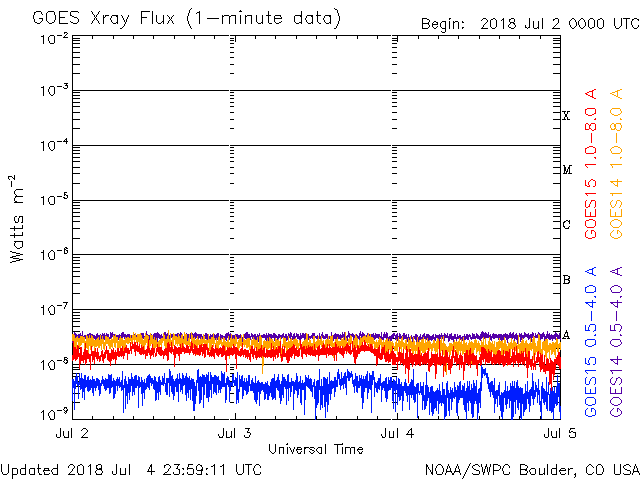 GOES Xray Flux (1-minute data)
Begin: 2018 Jul 2 0000 UTC
10^-2
10^-3
10^-4
10^-5
10^-6
10^-7
10^-8
10^-9
Watts m^-2
X
M
C
B
A
GOES15 1.0-8.0 A
GOES14 1.0-8.0 A
GOES15 0.5-4.0 A
GOES14 0.5-4.0 A
Jul 2
Jul 3
Jul 4
Jul 5
Universal Time
Updated 2018 Jul 4 23:59:11 UTC
NOAA/SWPC Boulder, CO USA